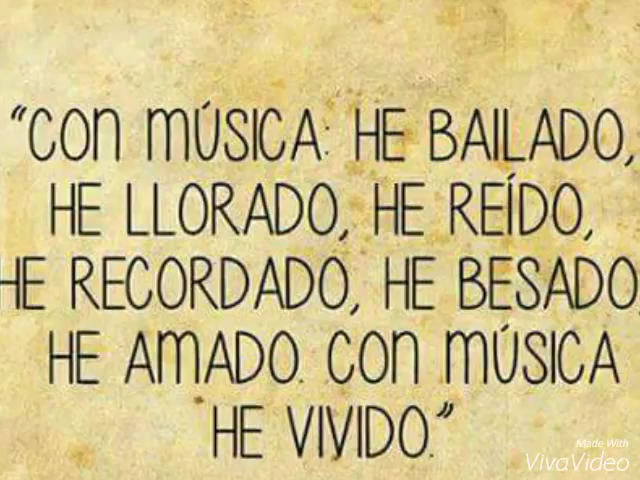 “CON MÚSICA: HE BAILADO,
HE LLORADO, HE REÍDO,
HE RECORDADO, HE BESADO
HE AMADO. CON MÚSICA
HE VIVIDO.”
Made With
VivaVideo